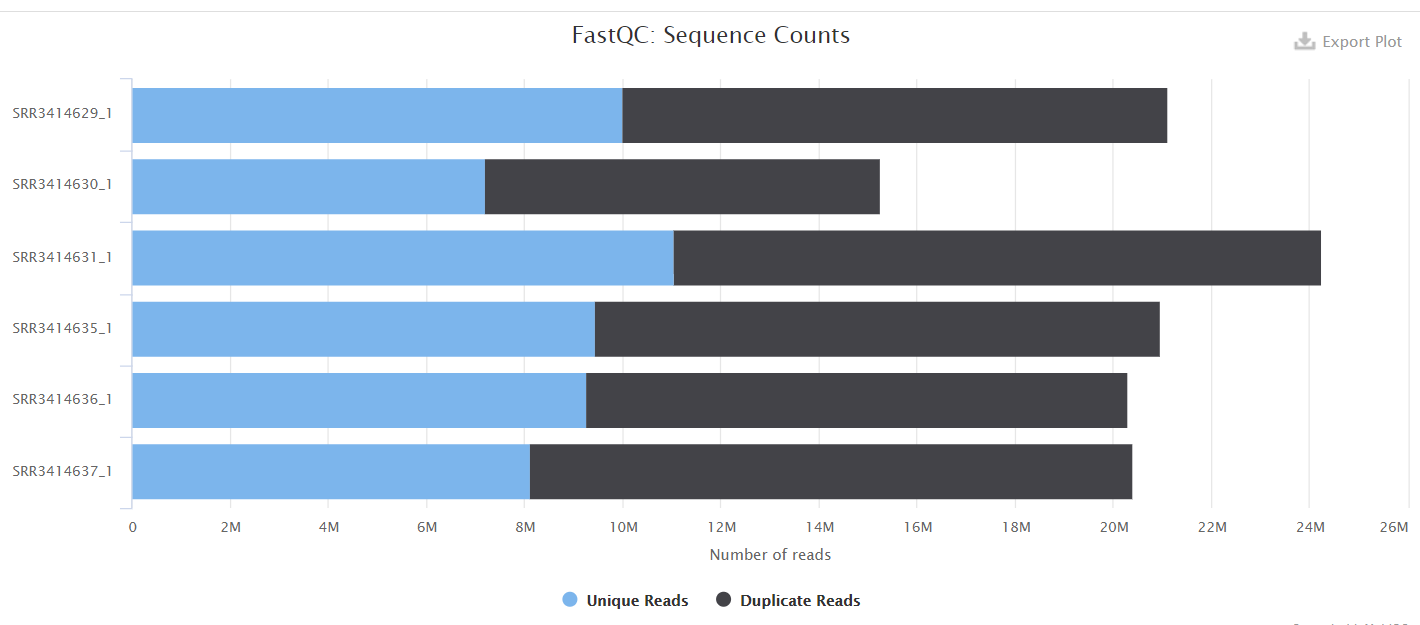 FastQC: Sequence Counts
Export Plot
SRR3414629_1
SRR3414630_1
SRR3414631_1
SRR3414635_1
SRR3414636_1
SRR3414637_1
0 2M 4M 6M 8M 10M 12M 14M 16M 18M 20M 22M 24M 26M
Number of reads
Unique Reads Duplicate Reads